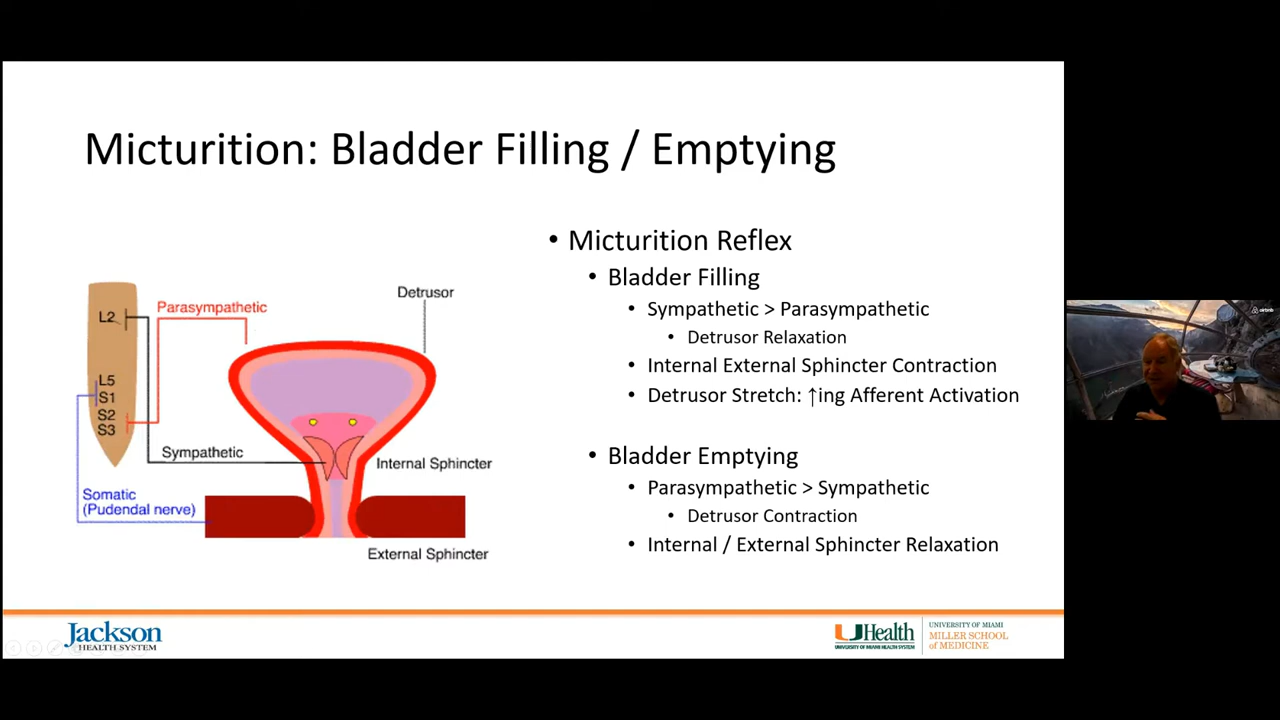 Micturition: Bladder Filling / Emptying
• Micturition Reflex
• Bladder Filling
• Sympathetic > Parasympathetic
• Detrusor Relaxation
• Internal External Sphincter Contraction
• Detrusor Stretch: ↑ing Afferent Activation
• Bladder Emptying
• Parasympathetic > Sympathetic
• Detrusor Contraction
• Internal / External Sphincter Relaxation
Detrusor
Parasympathetic
L2
L5
S1
S2
S3
Sympathetic
Internal Sphincter
Somatic
(Pudendal nerve)
External Sphincter
Jackson
HEALTH SYSTEM
UHealth
UNIVERSITY OF MIAMI HEALTH SYSTEM
UNIVERSITY OF MIAMI
MILLER SCHOOL
of MEDICINE
airbnb